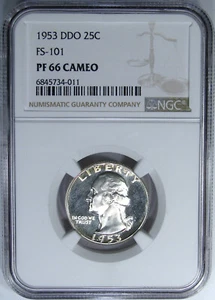 1953 DDO 25C
FS-101
PF 66 CAMEO
6845734-011
NUMISMATIC GUARANTY COMPANY
NGC
LIBERTY
IN GOD WE
TRUST
1953